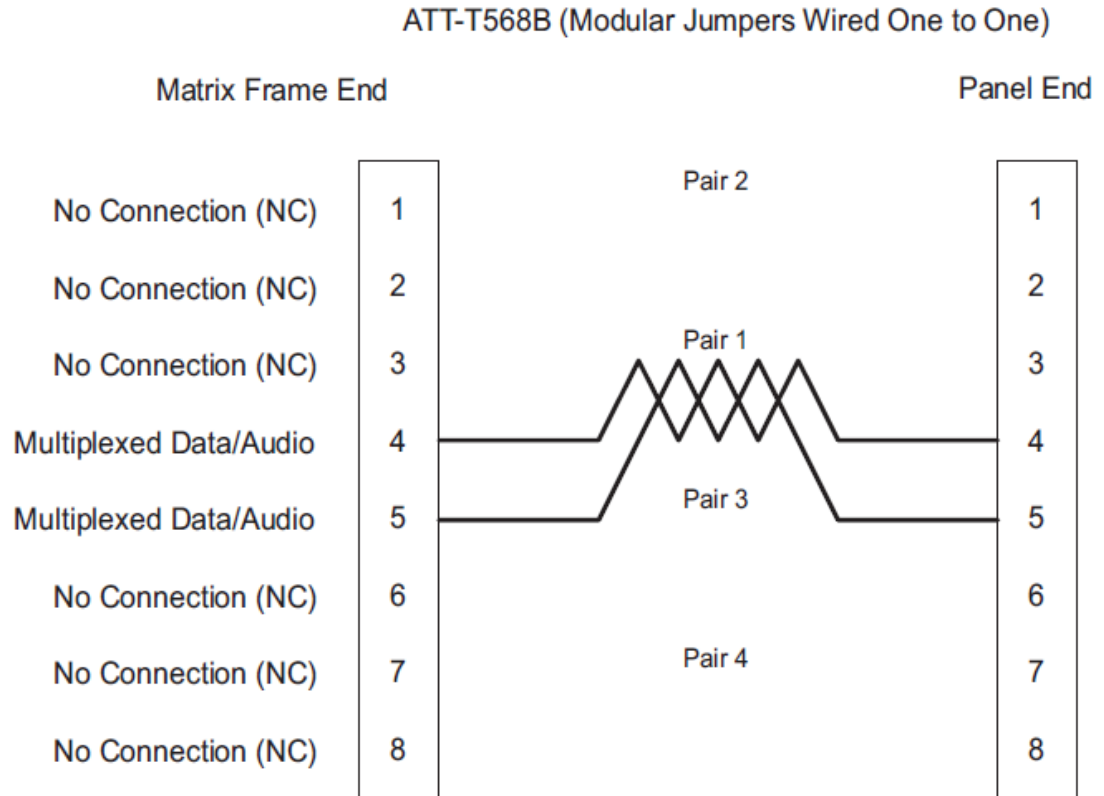 ATT-T568B (Modular Jumpers Wired One to One)
Matrix Frame End
Panel End
Pair 2
No Connection (NC) 1 1
No Connection (NC) 2 2
Pair 1
No Connection (NC) 3 3
Multiplexed Data/Audio 4 4
Pair 3
Multiplexed Data/Audio 5 5
No Connection (NC) 6 6
Pair 4
No Connection (NC) 7 7
No Connection (NC) 8 8